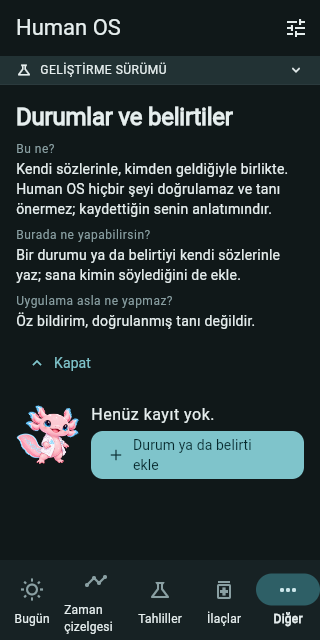 Human OS
GELİŞTİRME SÜRÜMÜ
Durumlar ve belirtiler
Bu ne?
Kendi sözlerinle, kimden geldiğiyle birlikte.
Human OS hiçbir şeyi doğrulamaz ve tanı
önermez; kaydettiğin senin anlatımındır.
Burada ne yapabilirsin?
Bir durumu ya da belirtiyi kendi sözlerinle
yaz; sana kimin söylediğini de ekle.
Uygulama asla ne yapmaz?
Öz bildirim, doğrulanmış tanı değildir.
Kapat
Henüz kayıt yok.
Durum ya da belirti
ekle
Bugün
Zaman
çizelgesi
Tahliller
İlaçlar
Diğer